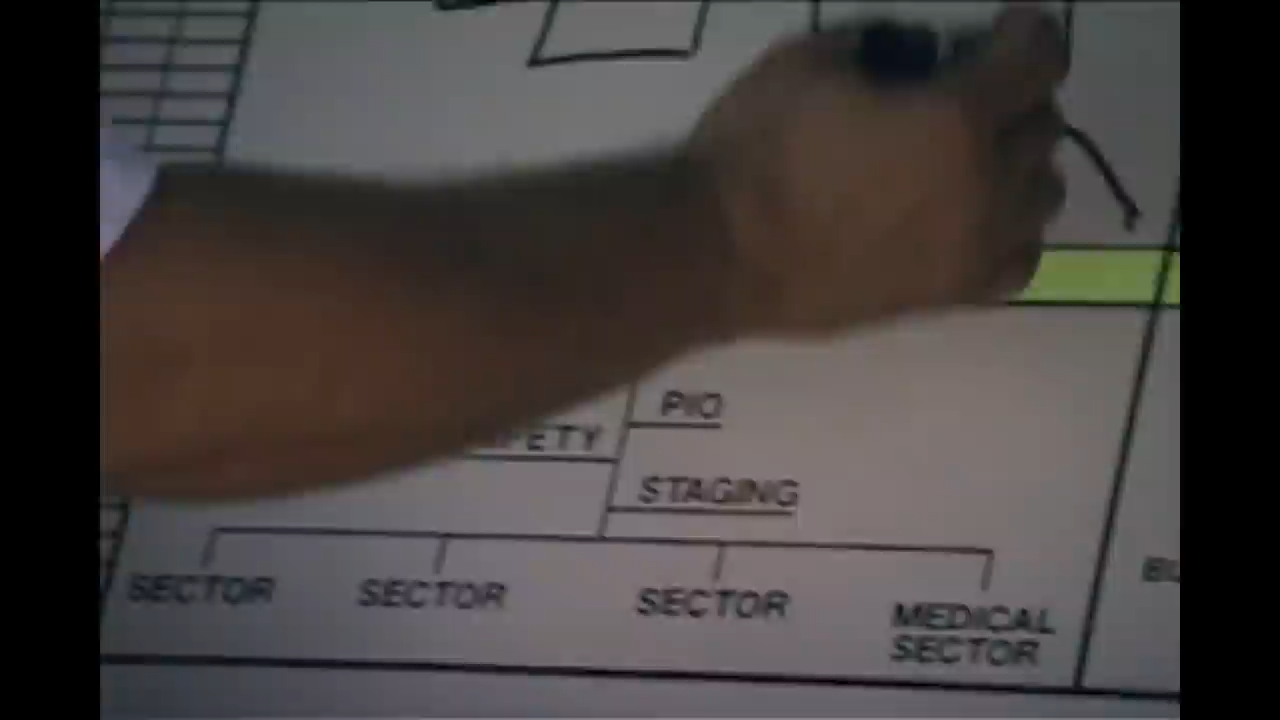 PIO
STAGING
SECTOR SECTOR SECTOR MEDICAL
SECTOR